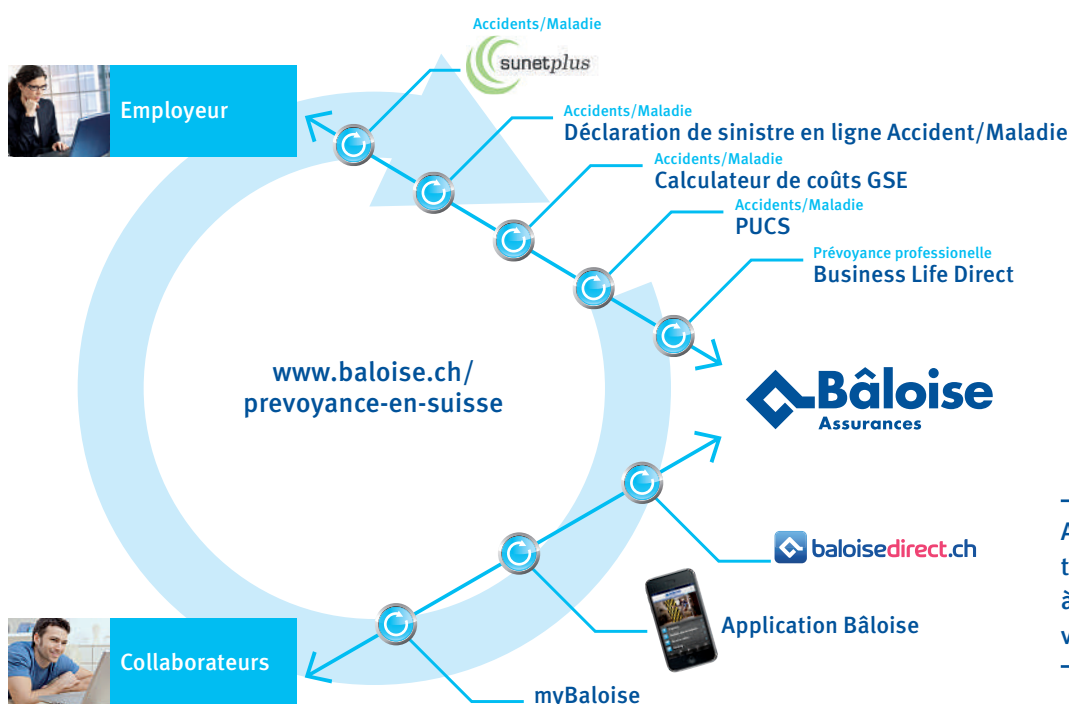 Accidents/Maladie
sunetplus
Employeur
Accidents/Maladie
Déclaration de sinistre en ligne Accident/Maladie
Accidents/Maladie
Calculateur de coûts GSE
Accidents/Maladie
PUCS
Prévoyance professionelle
Business Life Direct
www.baloise.ch/
prevoyance-en-suisse
Bâloise
Assurances
baloisedirect.ch
Application Bâloise
Collaborateurs
myBaloise